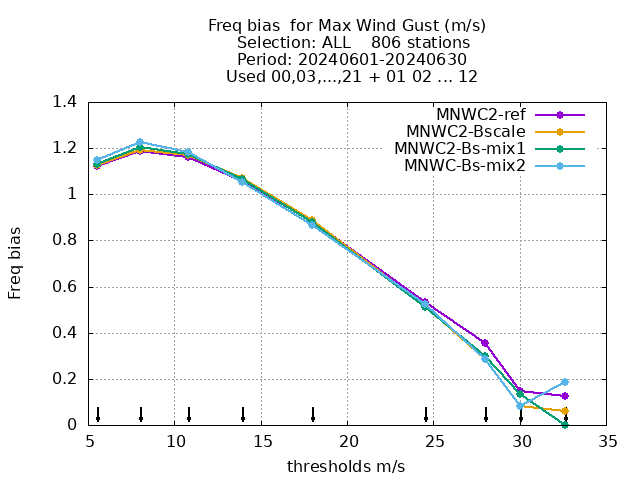 Freq bias  for Max Wind Gust (m/s)
Selection: ALL    806 stations
Period: 20240601-20240630
Used 00,03,...,21 + 01 02 ... 12
MNWC2-ref
MNWC2-Bscale
MNWC2-Bs-mix1
MNWC-Bs-mix2
Freq bias
1.4
1.2
1
0.8
0.6
0.4
0.2
0
5 10 15 20 25 30 35
thresholds m/s